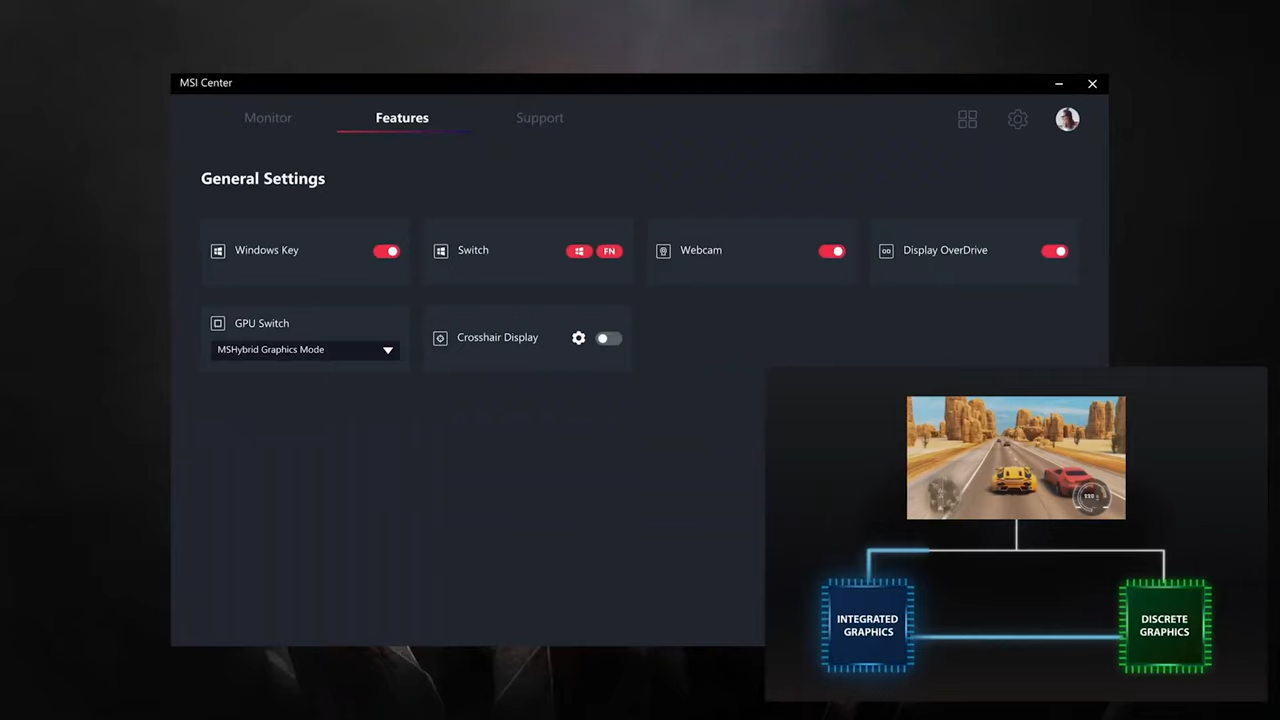 MSI Center
Monitor
Features
Support
General Settings
Windows Key
Switch
FN
Webcam
Display OverDrive
GPU Switch
MSHybrid Graphics Mode
Crosshair Display
INTEGRATED
GRAPHICS
DISCRETE
GRAPHICS